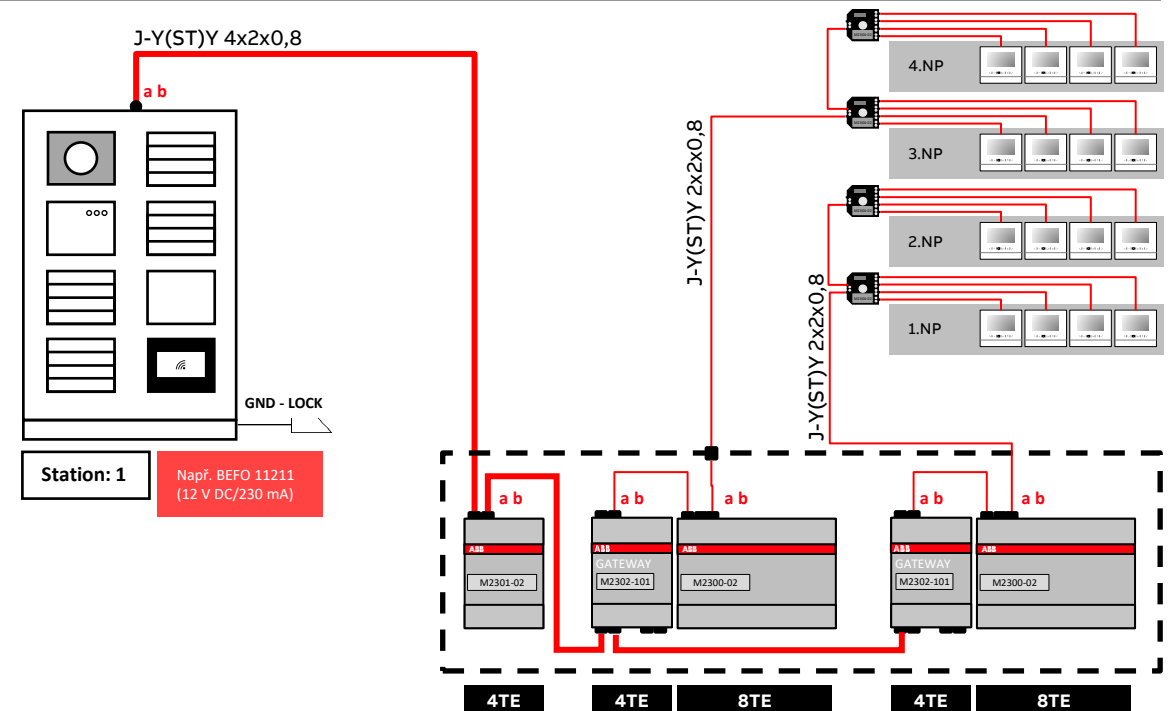 J-Y(ST)Y 4x2x0,8
a b
GND - LOCK
Station: 1
Např. BEFO 11211
(12 V DC/230 mA)
4.NP
3.NP
2.NP
1.NP
J-Y(ST)Y 2x2x0,8
J-Y(ST)Y 2x2x0,8
a b
a b
a b
a b
a b
ABB
M2301-02
ABB
GATEWAY
M2302-101
ABB
M2300-02
ABB
GATEWAY
M2302-101
ABB
M2300-02
4TE
4TE
8TE
4TE
8TE